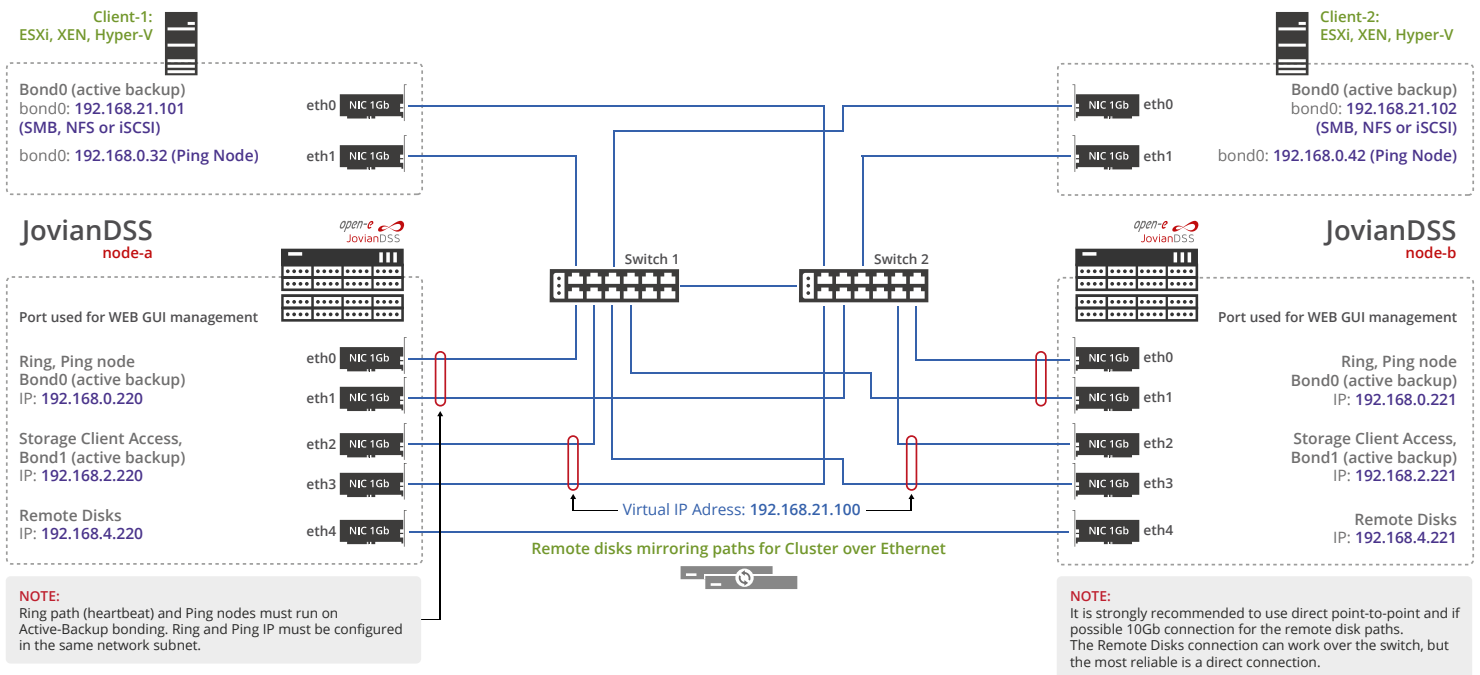 Client-1:
ESXi, XEN, Hyper-V
Bond0 (active backup)
bond0: 192.168.21.101
(SMB, NFS or iSCSI)
bond0: 192.168.0.32 (Ping Node)
eth0
NIC 1Gb
eth1
NIC 1Gb
Client-2:
ESXi, XEN, Hyper-V
NIC 1Gb
eth0
NIC 1Gb
eth1
Bond0 (active backup)
bond0: 192.168.21.102
(SMB, NFS or iSCSI)
bond0: 192.168.0.42 (Ping Node)
JovianDSS
node-a
open-e
JovianDSS
Switch 1
Switch 2
open-e
JovianDSS
JovianDSS
node-b
Port used for WEB GUI management
Ring, Ping node
Bond0 (active backup)
IP: 192.168.0.220
Storage Client Access,
Bond1 (active backup)
IP: 192.168.2.220
Remote Disks
IP: 192.168.4.220
eth0
NIC 1Gb
eth1
NIC 1Gb
eth2
NIC 1Gb
eth3
NIC 1Gb
eth4
NIC 1Gb
Virtual IP Adress: 192.168.21.100
Remote disks mirroring paths for Cluster over Ethernet
Port used for WEB GUI management
NIC 1Gb
eth0
NIC 1Gb
eth1
NIC 1Gb
eth2
NIC 1Gb
eth3
NIC 1Gb
eth4
Ring, Ping node
Bond0 (active backup)
IP: 192.168.0.221
Storage Client Access,
Bond1 (active backup)
IP: 192.168.2.221
Remote Disks
IP: 192.168.4.221
NOTE:
Ring path (heartbeat) and Ping nodes must run on
Active-Backup bonding. Ring and Ping IP must be configured
in the same network subnet.
NOTE:
It is strongly recommended to use direct point-to-point and if
possible 10Gb connection for the remote disk paths.
The Remote Disks connection can work over the switch, but
the most reliable is a direct connection.